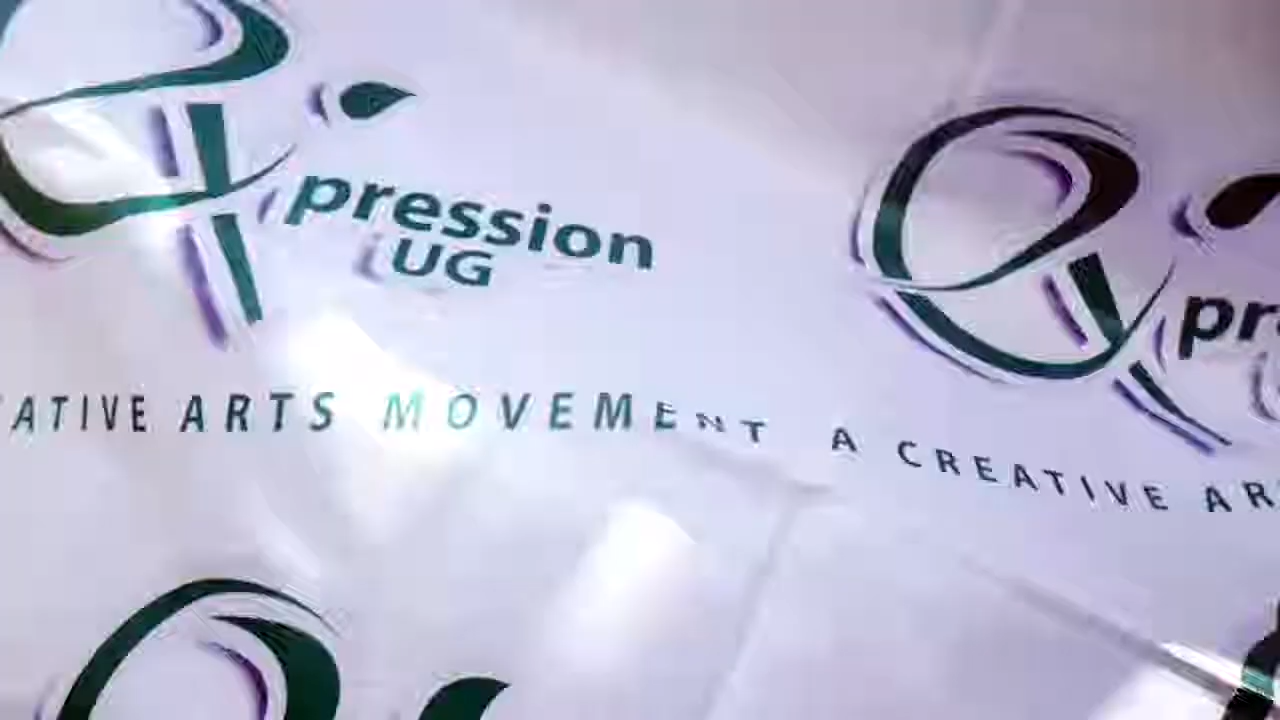 pression
UG
ATIVE ARTS MOVEMENT
pr
A CREATIVE AR